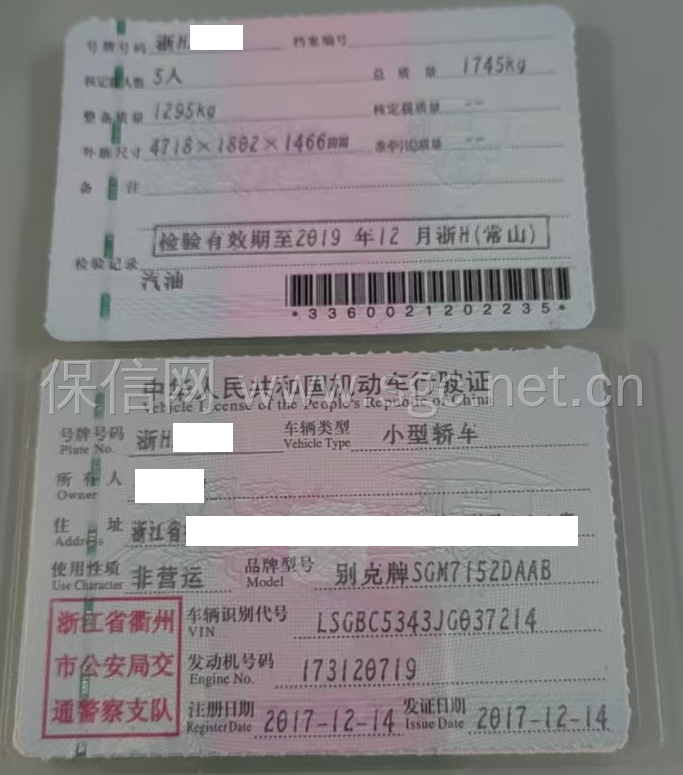 号牌号码 浙H 档案编号
核定载人数 5人 总质量 1745kg
整备质量 1295kg 核定载质量 --
外廓尺寸 4718×1802×1466 质量 --
备注
检验有效期至2019 年12 月浙H(常山)
检验记录
汽油
*3360021202235*
保信网 www.sgcnet.cn
中华人民共和国机动车行驶证
Vehicle License of the People's Republic of China
号牌号码 浙H 车辆类型 小型轿车
Plate No. Vehicle Type
所有人
Owner
住址 浙江省
Address
使用性质 非营运 品牌型号 别克牌SGM7152DAAB
Use Character Model
浙江省衢州
市公安局交
通警察支队
车辆识别代号 LSGBC5343JG037214
VIN
发动机号码 173120719
Engine No.
注册日期 2017-12-14 发证日期 2017-12-14
Register Date Issue Date